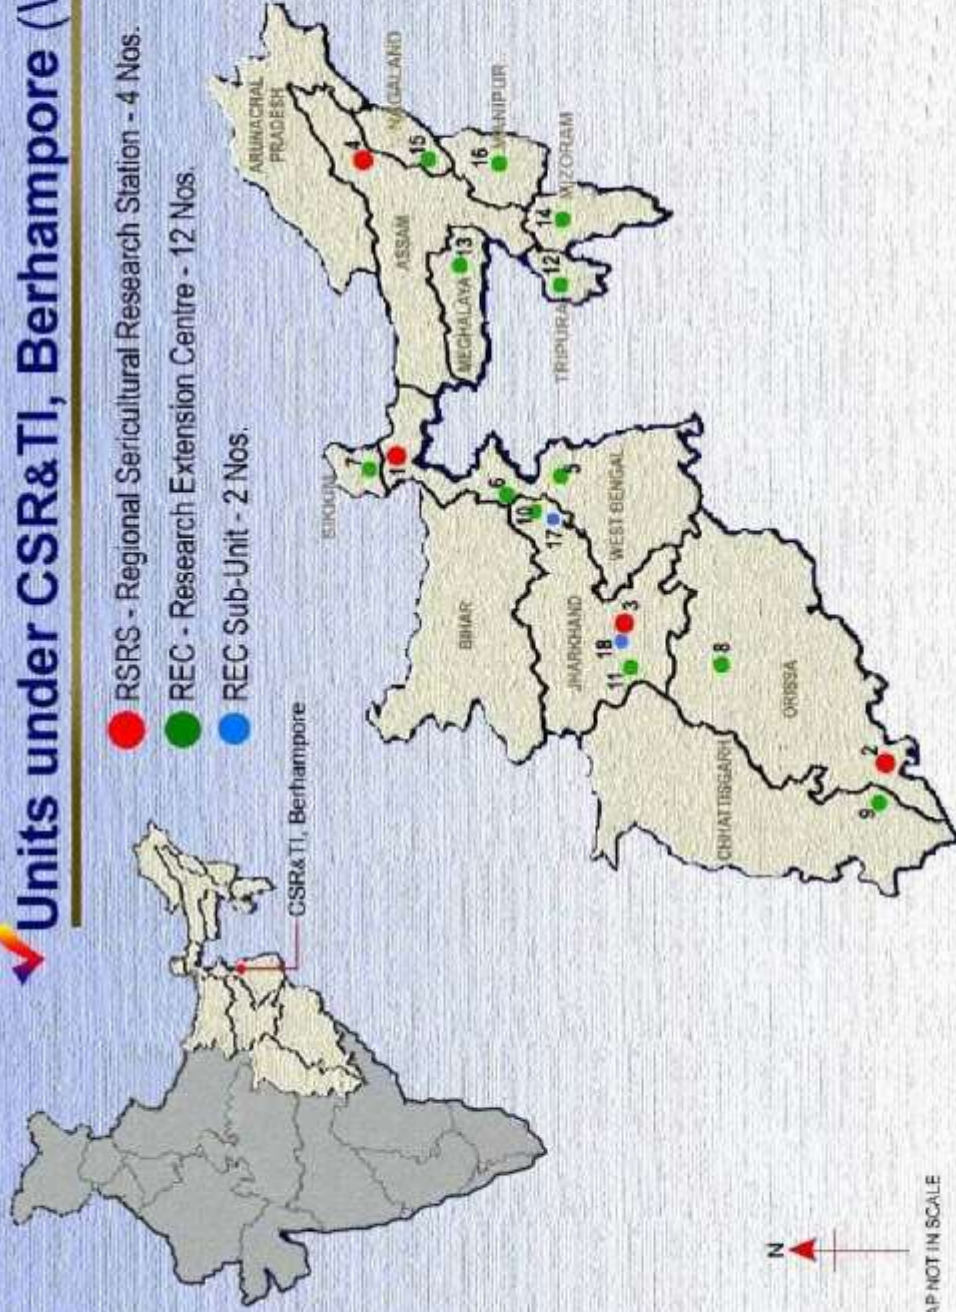 Units under CSR&TI, Berhampore (
RSRS - Regional Sericultural Research Station - 4 Nos.
REC - Research Extension Centre - 12 Nos.
REC Sub-Unit - 2 Nos.
CSR&TI, Berhampore
ARUNACHAL
PRADESH
SIKKIM
7
1
ASSAM
4
NAGALAND
15
MEGHALAYA
13
16
MANIPUR
TRIPURA
12
14
MIZORAM
BIHAR
6
10
17
5
WEST BENGAL
JHARKHAND
18
3
11
CHHATTISGARH
8
ORISSA
9
2
N
AP NOT IN SCALE